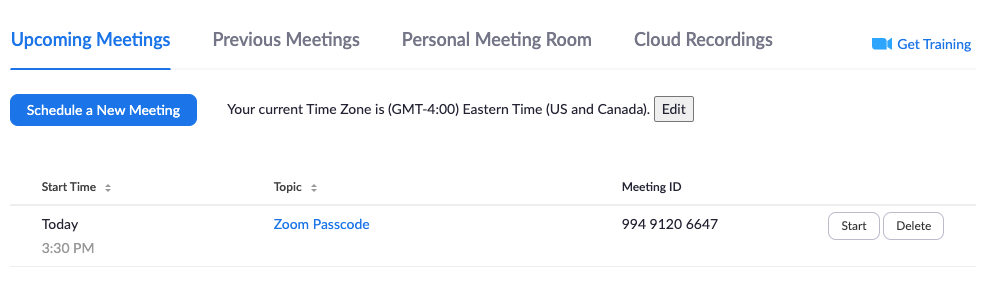 Upcoming Meetings Previous Meetings Personal Meeting Room Cloud Recordings Get Training
Schedule a New Meeting Your current Time Zone is (GMT-4:00) Eastern Time (US and Canada). Edit
Start Time Topic Meeting ID
Today Zoom Passcode 994 9120 6647 Start Delete
3:30 PM